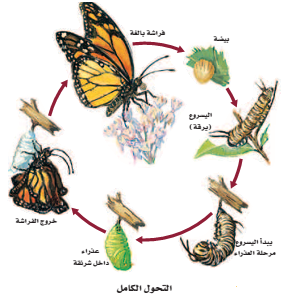 فراشة بالغة
بيضة
اليسروع
(يرقة)
يبدأ اليسروع
مرحلة العذراء
عذراء
داخل شرنقة
خروج الفراشة
التحول الكامل